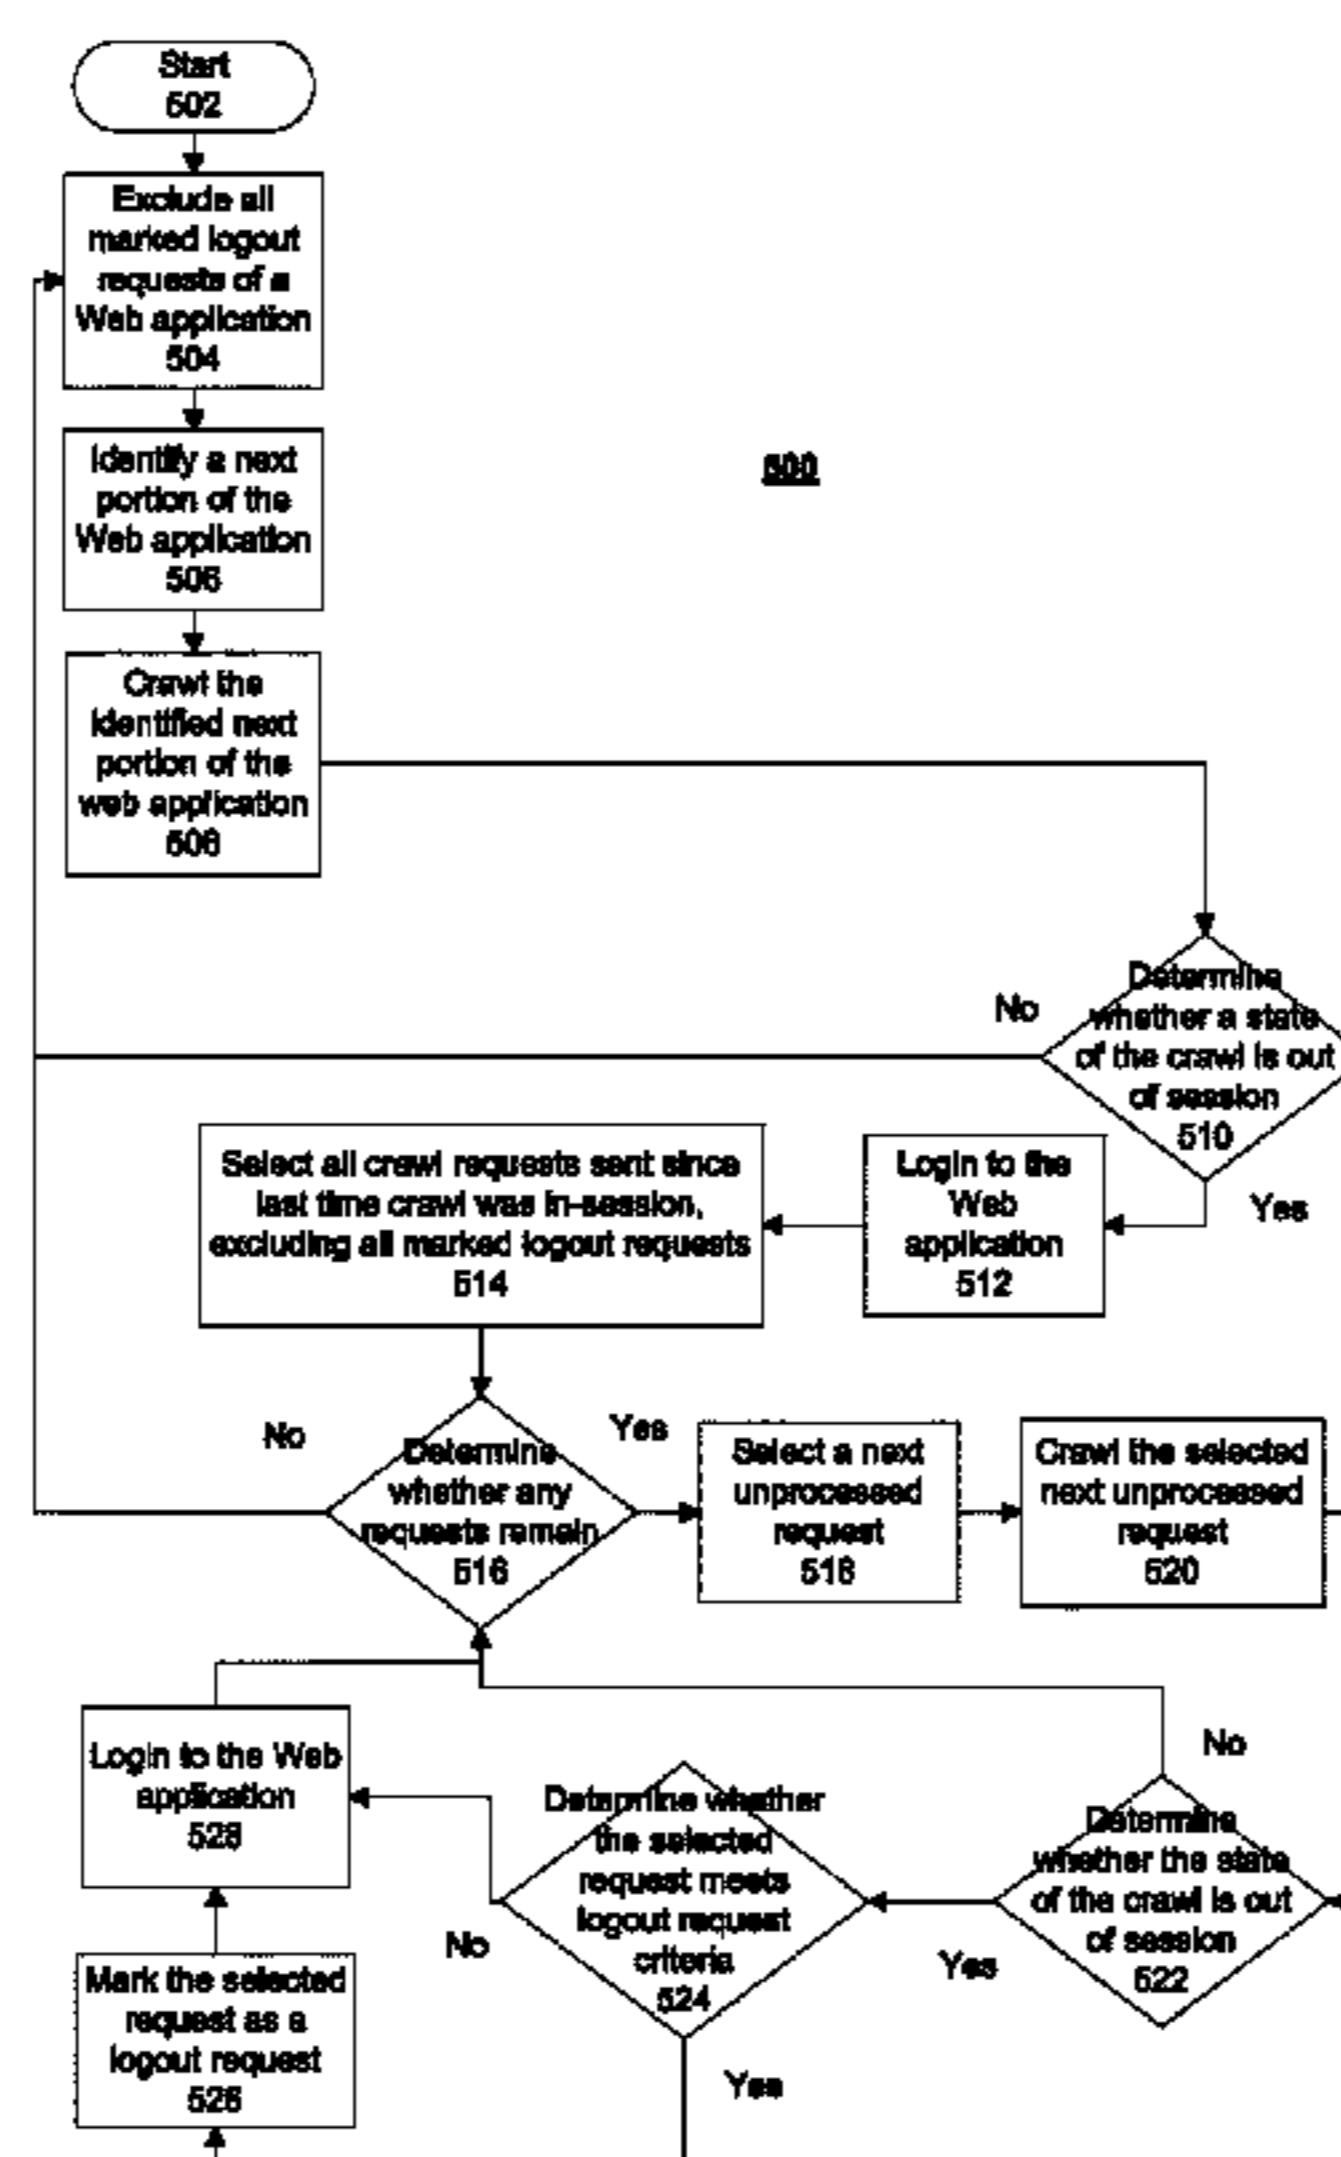 Start
502
Exclude all
marked logout
requests of a
Web application
504
Identify a next
portion of the
Web application
506
500
Crawl the
identified next
portion of the
web application
508
Determine
whether a state
of the crawl is out
of session
510
No
Yes
Login to the
Web
application
512
Select all crawl requests sent since
last time crawl was in-session,
excluding all marked logout requests
514
No
Determine
whether any
requests remain
516
Yes
Select a next
unprocessed
request
518
Crawl the selected
next unprocessed
request
520
No
Determine
whether the state
of the crawl is out
of session
522
Yes
Determine whether
the selected
request meets
logout request
criteria
524
No
Yes
Login to the Web
application
528
Mark the selected
request as a
logout request
526